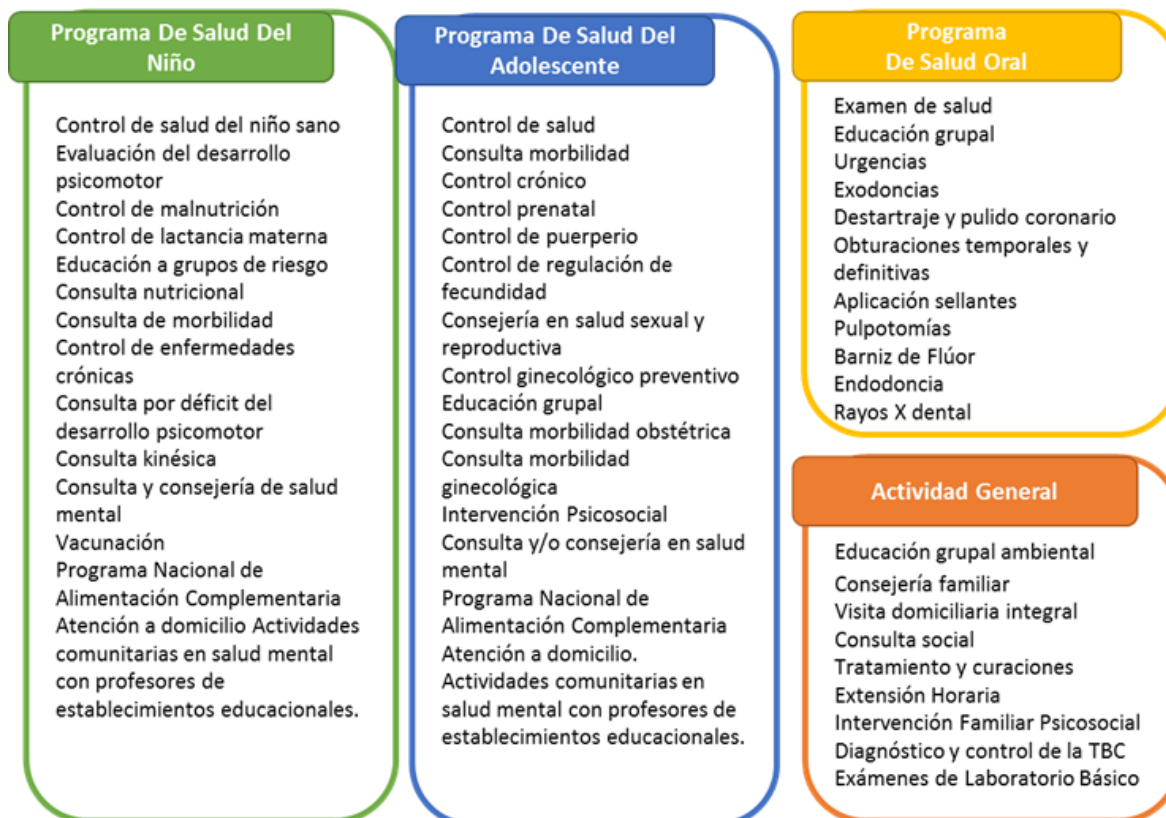 Programa De Salud Del
Niño
Control de salud del niño sano
Evaluación del desarrollo
psicomotor
Control de malnutrición
Control de lactancia materna
Educación a grupos de riesgo
Consulta nutricional
Consulta de morbilidad
Control de enfermedades
crónicas
Consulta por déficit del
desarrollo psicomotor
Consulta kinésica
Consulta y consejería de salud
mental
Vacunación
Programa Nacional de
Alimentación Complementaria
Atención a domicilio Actividades
comunitarias en salud mental
con profesores de
establecimientos educacionales.
Programa De Salud Del
Adolescente
Control de salud
Consulta morbilidad
Control crónico
Control prenatal
Control de puerperio
Control de regulación de
fecundidad
Consejería en salud sexual y
reproductiva
Control ginecológico preventivo
Educación grupal
Consulta morbilidad obstétrica
Consulta morbilidad
ginecológica
Intervención Psicosocial
Consulta y/o consejería en salud
mental
Programa Nacional de
Alimentación Complementaria
Atención a domicilio.
Actividades comunitarias en
salud mental con profesores de
establecimientos educacionales.
Programa
De Salud Oral
Examen de salud
Educación grupal
Urgencias
Exodoncias
Destartraje y pulido coronario
Obturaciones temporales y
definitivas
Aplicación sellantes
Pulpotomías
Barniz de Flúor
Endodoncia
Rayos X dental
Actividad General
Educación grupal ambiental
Consejería familiar
Visita domiciliaria integral
Consulta social
Tratamiento y curaciones
Extensión Horaria
Intervención Familiar Psicosocial
Diagnóstico y control de la TBC
Exámenes de Laboratorio Básico